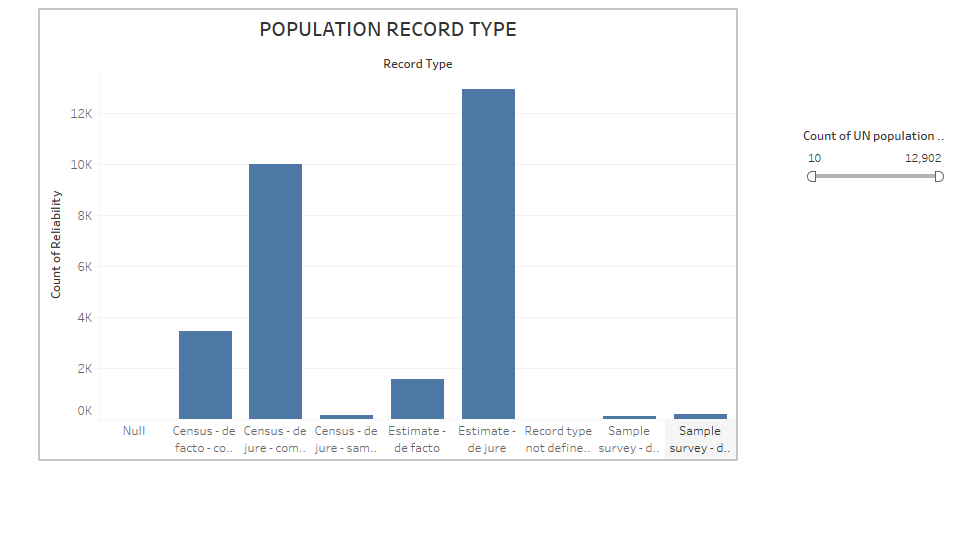 POPULATION RECORD TYPE
Record Type
Count of UN population ..
10 12,902
Count of Reliability
12K
10K
8K
6K
4K
2K
0K
Null Census - de Census - de Census - de Estimate - Estimate - Record type Sample Sample
facto - co.. jure - com.. jure - sam.. de facto de jure not define.. survey - d.. survey - d..